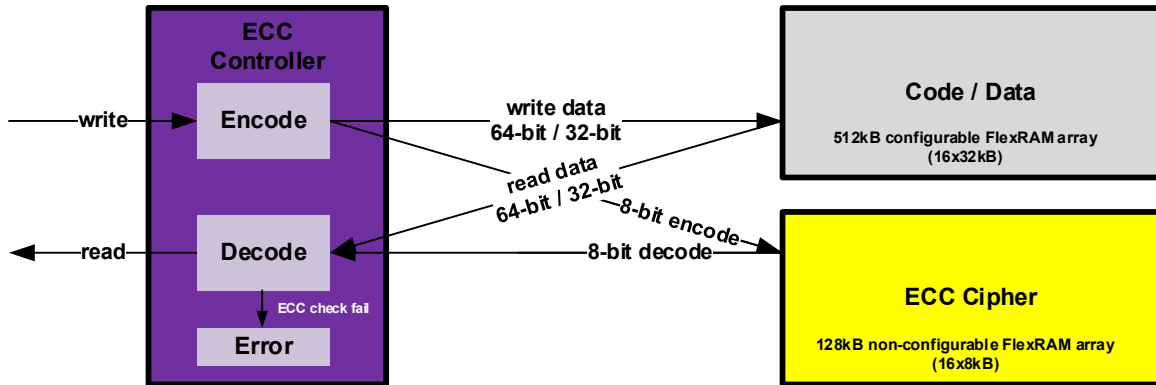 ECC
Controller
write
Encode
write data
64-bit / 32-bit
Code / Data
512kB configurable FlexRAM array
(16x32kB)
read data
64-bit / 32-bit
8-bit encode
read
Decode
8-bit decode
ECC check fail
Error
ECC Cipher
128kB non-configurable FlexRAM array
(16x8kB)